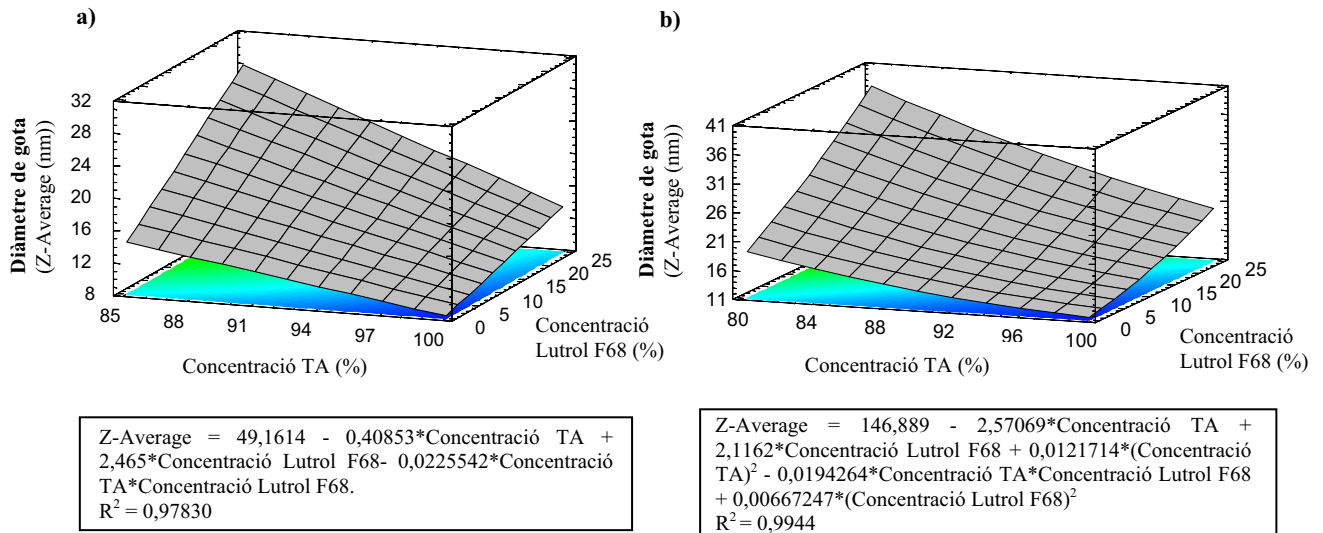 a)
Diàmetre de gota
(Z-Average (nm))
32
28
24
20
16
12
8
85
88
91
94
97
100
0
5
10
15
20
25
Concentració TA (%)
Concentració
Lutrol F68 (%)
Z-Average = 49,1614 - 0,40853*Concentració TA +
2,465*Concentració Lutrol F68- 0,0225542*Concentració
TA*Concentració Lutrol F68.
R² = 0,97830
b)
Diàmetre de gota
(Z-Average (nm))
41
36
31
26
21
16
11
80
84
88
92
96
100
0
5
10
15
20
25
Concentració TA (%)
Concentració
Lutrol F68 (%)
Z-Average = 146,889 - 2,57069*Concentració TA +
2,1162*Concentració Lutrol F68 + 0,0121714*(Concentració
TA)² - 0,0194264*Concentració TA*Concentració Lutrol F68
+ 0,00667247*(Concentració Lutrol F68)²
R² = 0,9944